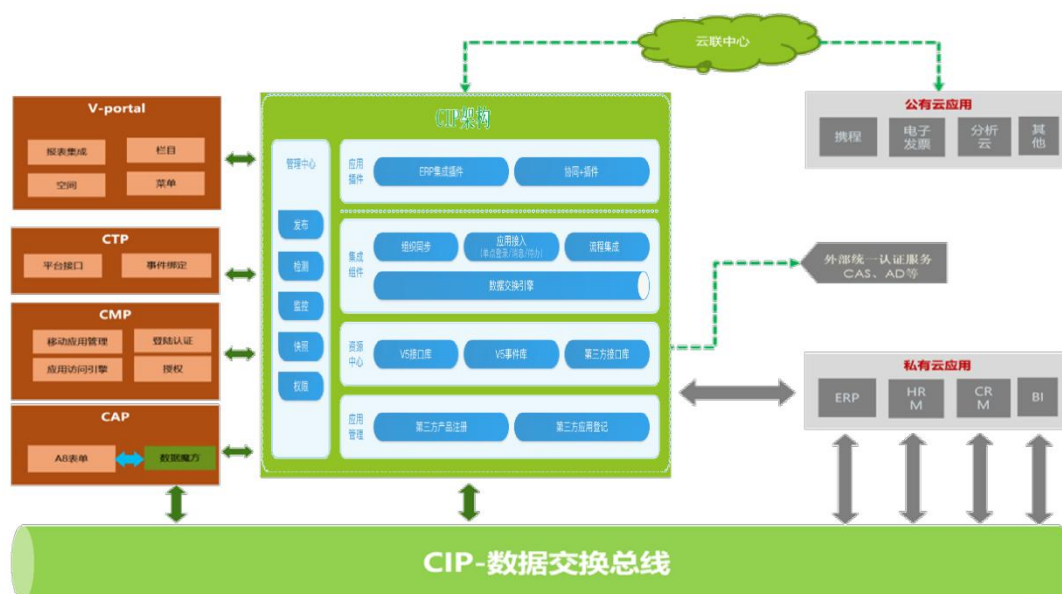 云联中心
V-portal
报表集成
栏目
空间
菜单
CTP
平台接口
事件绑定
CMP
移动应用管理
登陆认证
应用访问引擎
授权
CAP
A8表单
数据魔方
CIP架构
管理中心
发布
检测
监控
快照
权限
应用
插件
ERP集成插件
协同+插件
集成
组件
组织同步
应用接入
(单点登录/消息/待办)
流程集成
数据交换引擎
资源
中心
V5接口库
V5事件库
第三方接口库
应用
管理
第三方产品注册
第三方应用登记
公有云应用
携程
电子
发票
分析
云
其
他
外部统一认证服务
CAS、AD等
私有云应用
ERP
HR
M
CR
M
BI
CIP-数据交换总线